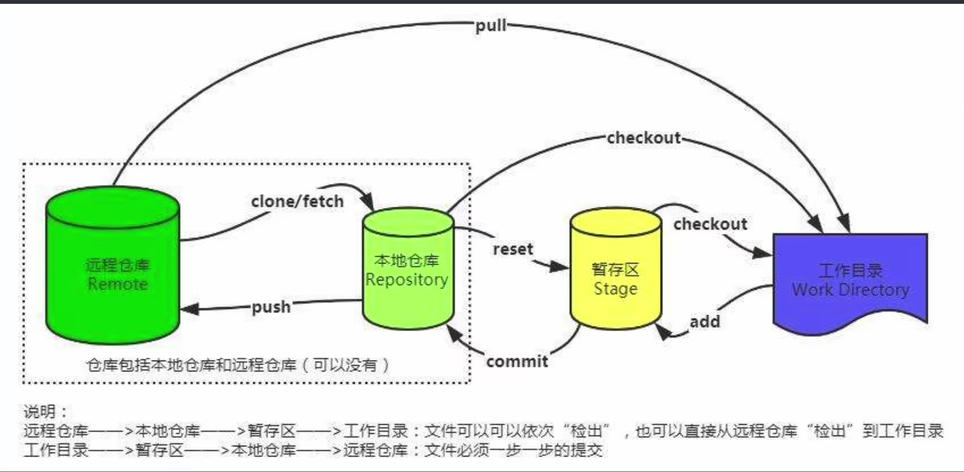 pull
checkout
clone/fetch
checkout
本地仓库
Repository
reset
远程仓库
Remote
暂存区
Stage
工作目录
Work Directory
push
add
commit
仓库包括本地仓库和远程仓库（可以没有）
说明：
远程仓库——>本地仓库——>暂存区——>工作目录：文件可以可以依次“检出”，也可以直接从远程仓库“检出”到工作目录
工作目录——>暂存区——>本地仓库——>远程仓库：文件必须一步一步的提交